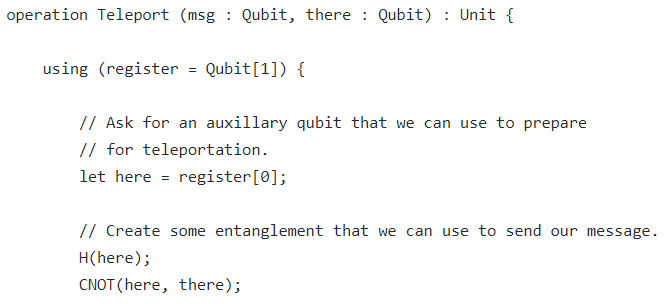 operation Teleport (msg : Qubit, there : Qubit) : Unit {
using (register = Qubit[1]) {
// Ask for an auxillary qubit that we can use to prepare
// for teleportation.
let here = register[0];
// Create some entanglement that we can use to send our message.
H(here);
CNOT(here, there);